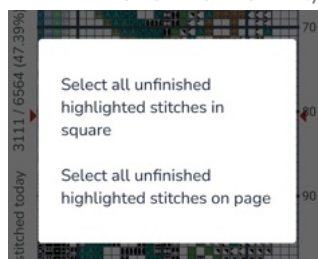 3111 / 6564 (47.39%)
stitched today
70
80
90
Select all unfinished
highlighted stitches in
square
Select all unfinished
highlighted stitches on page